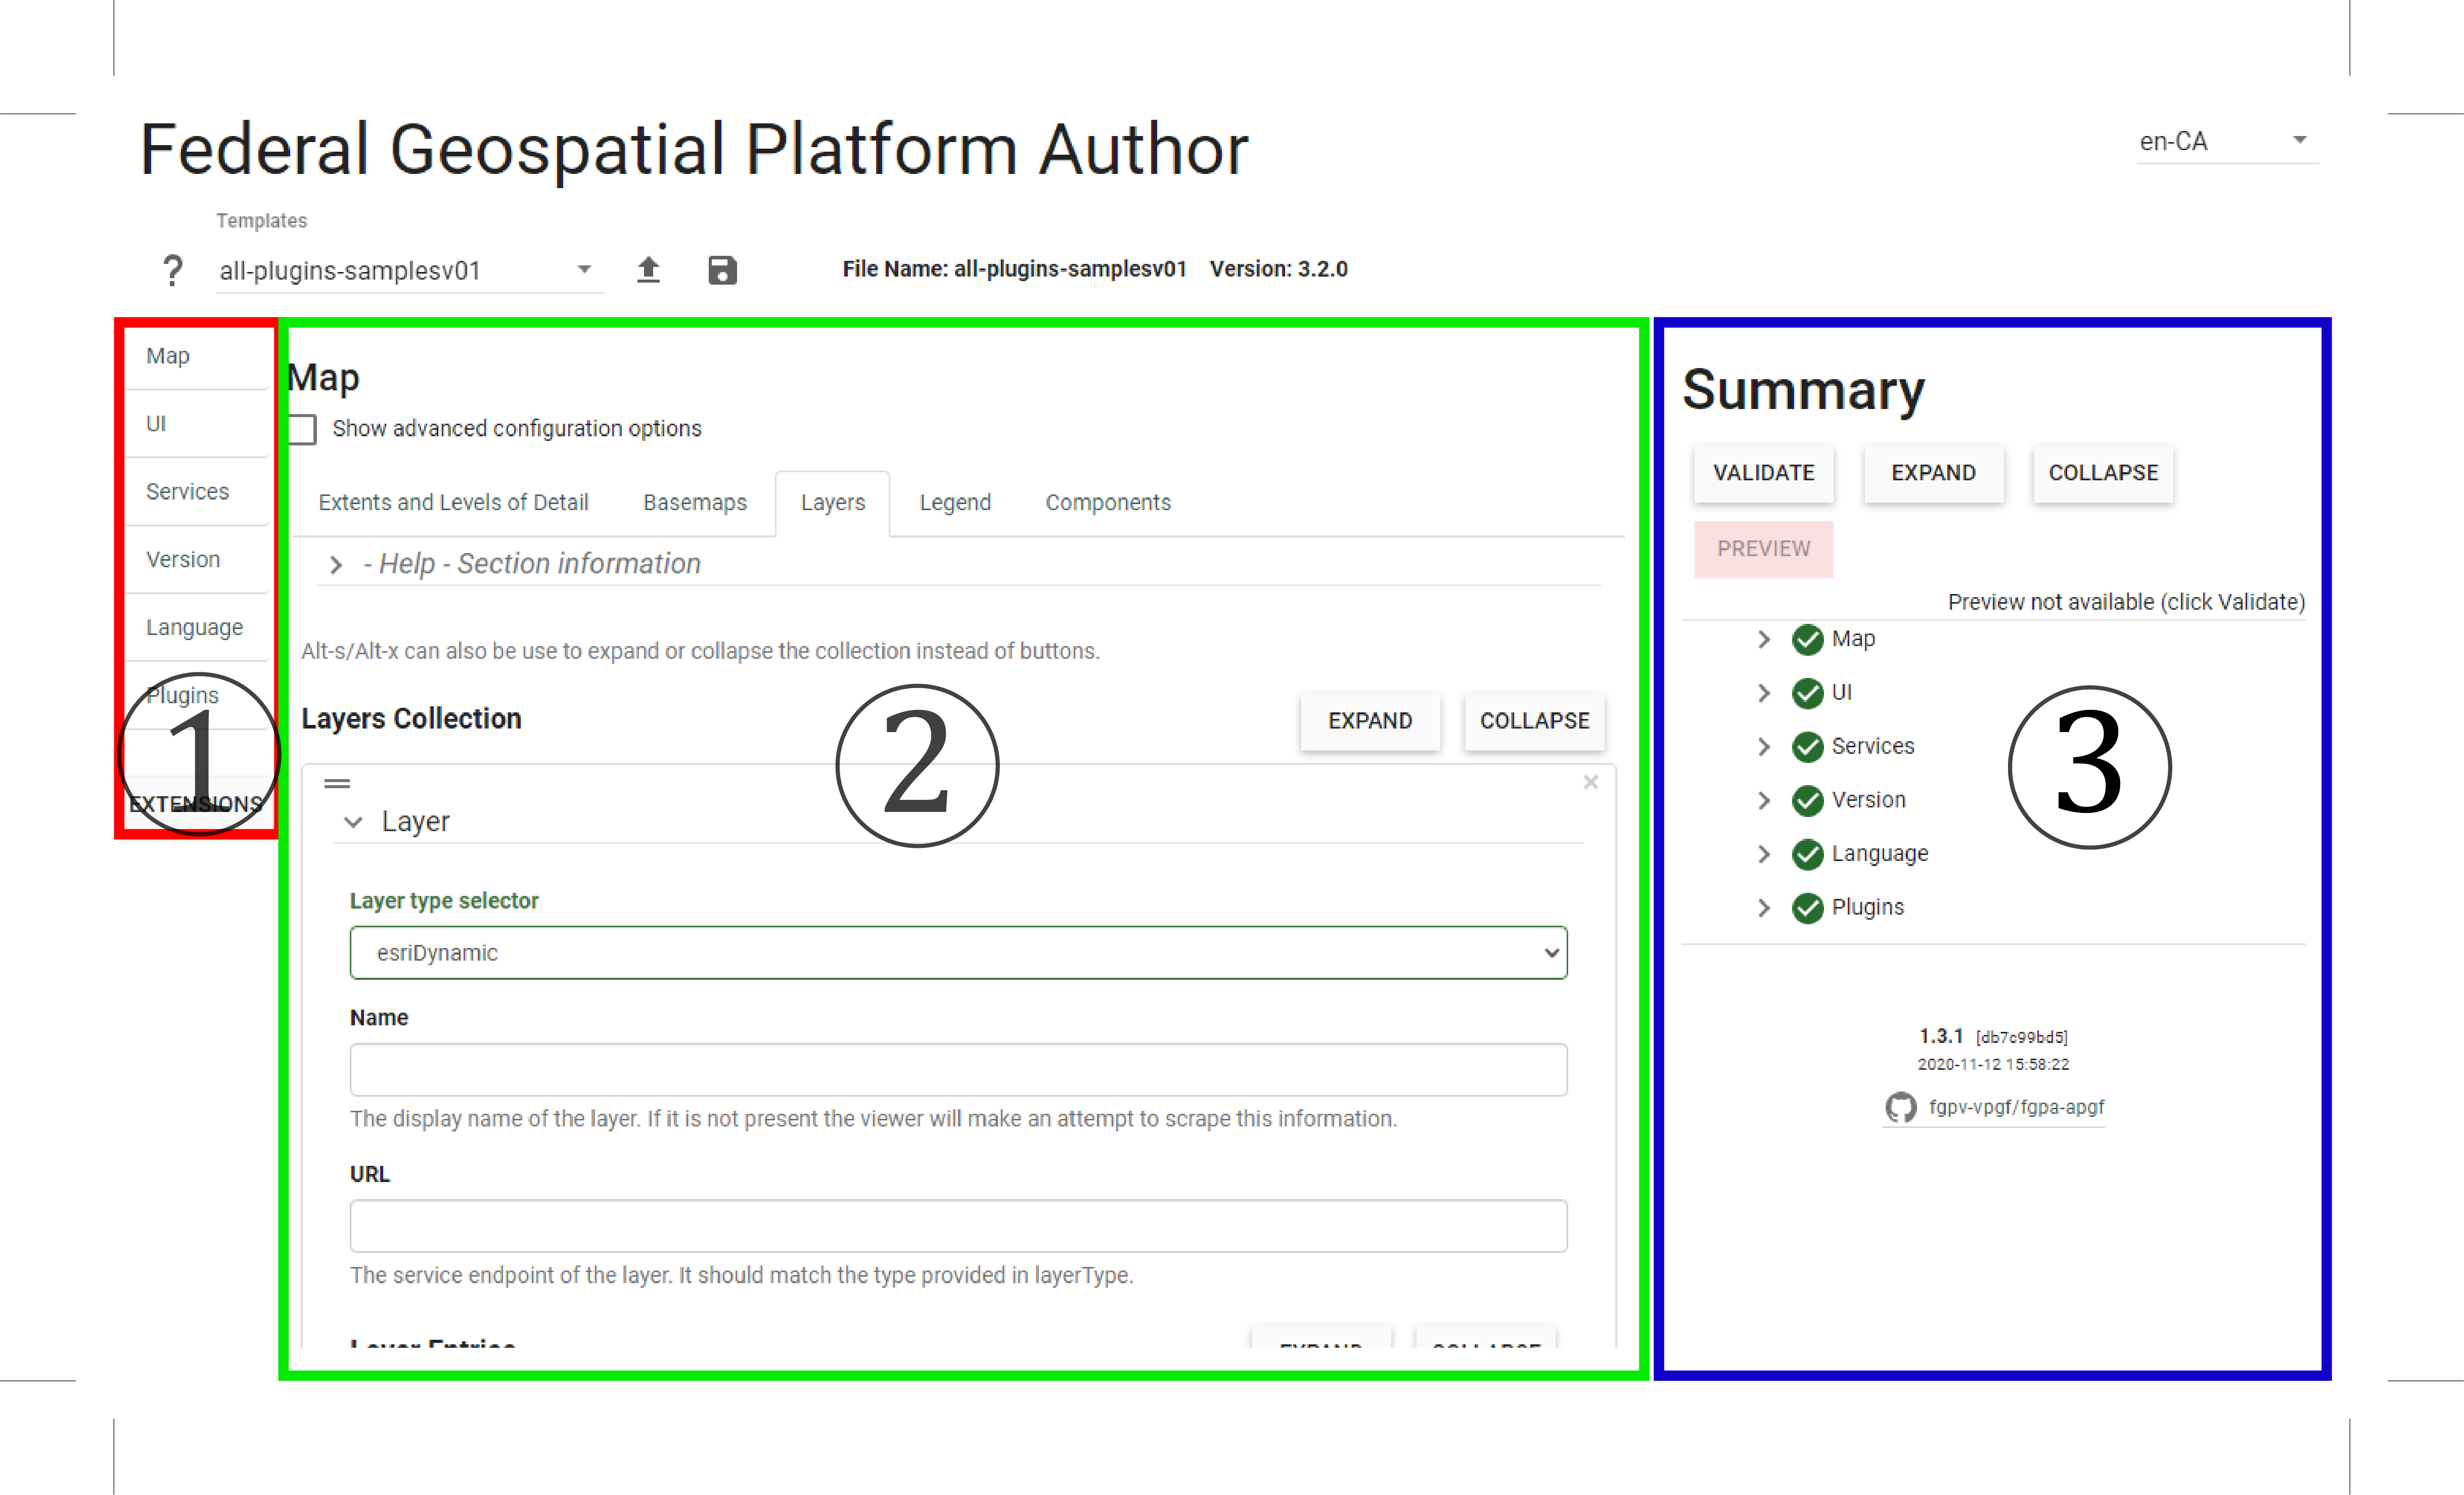 Federal Geospatial Platform Author
en-CA
Templates
? all-plugins-samplesv01
File Name: all-plugins-samplesv01 Version: 3.2.0
Map
UI
Services
Version
Language
Plugins
1
EXTENSIONS
Map
Show advanced configuration options
Extents and Levels of Detail Basemaps Layers Legend Components
- Help - Section information
Alt-s/Alt-x can also be use to expand or collapse the collection instead of buttons.
Layers Collection EXPAND COLLAPSE
2
Layer
Layer type selector
esriDynamic
Name
The display name of the layer. If it is not present the viewer will make an attempt to scrape this information.
URL
The service endpoint of the layer. It should match the type provided in layerType.
Layer Entries EXPAND COLLAPSE
Summary
VALIDATE EXPAND COLLAPSE
PREVIEW
Preview not available (click Validate)
Map
UI
Services
3
Version
Language
Plugins
1.3.1 [db7c99bd5]
2020-11-12 15:58:22
fgpv-vpgf/fgpa-apgf